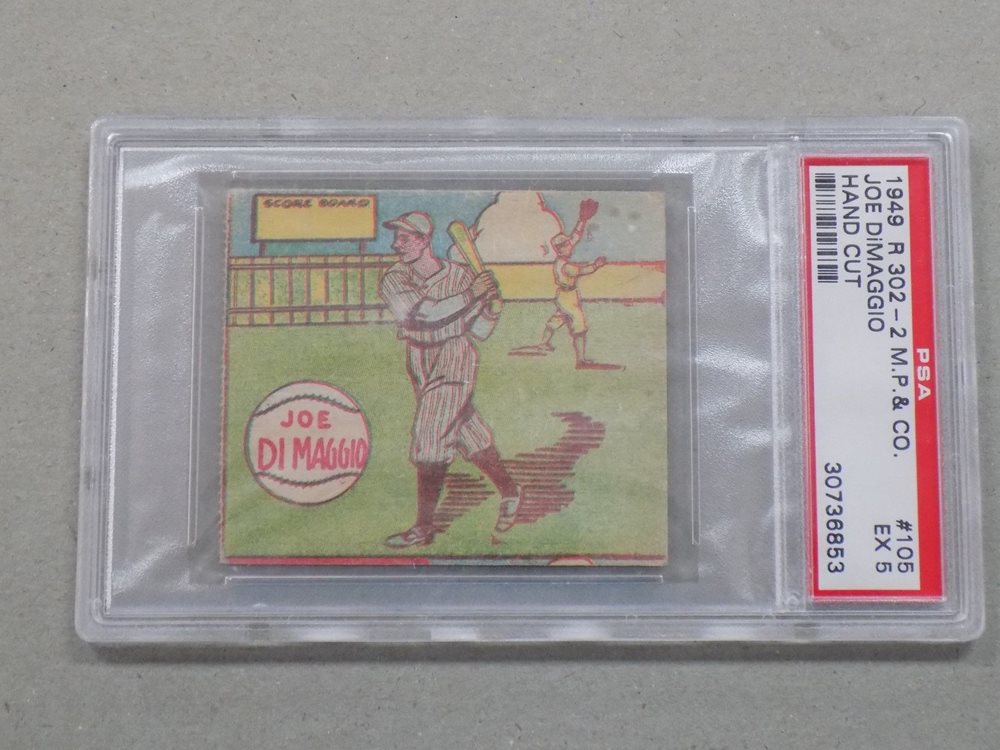 SCORE BOARD
JOE
DI MAGGIO
1949 R 302-2 M.P. & CO. #105
JOE DiMAGGIO EX 5
HAND CUT
30736853
PSA